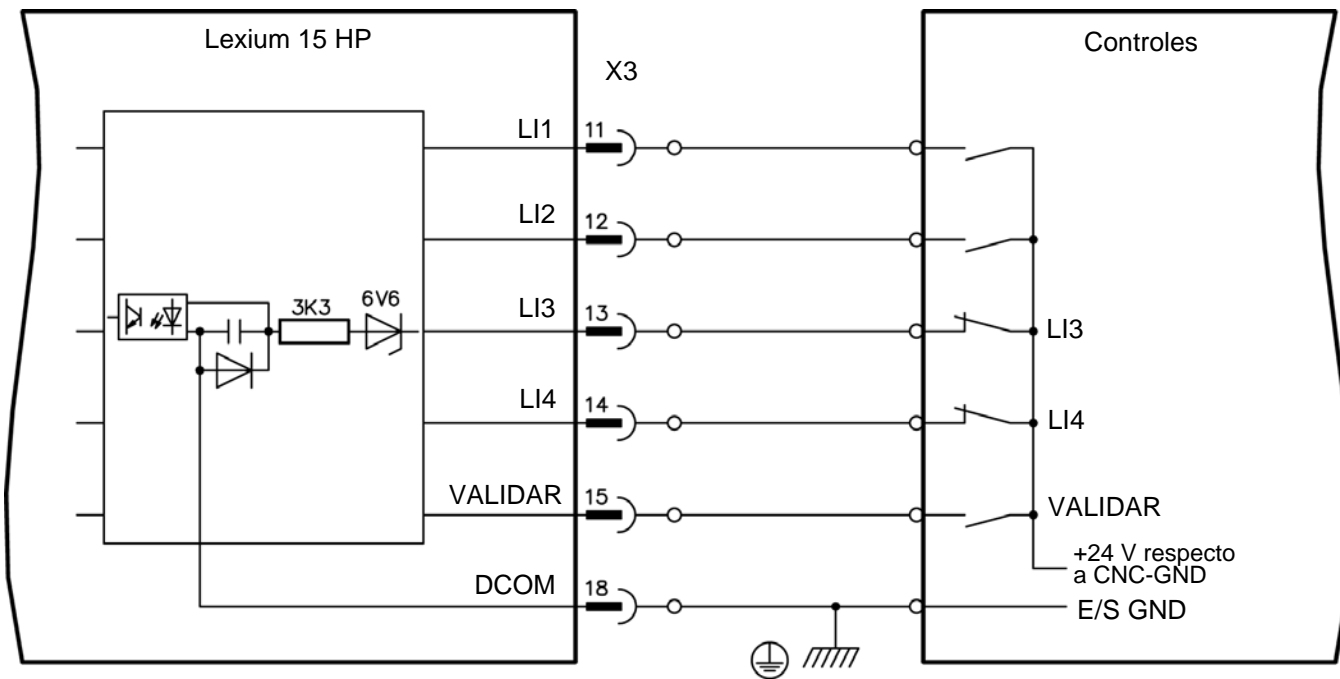 Lexium 15 HP
Controles
X3
LI1
11
LI2
12
3K3
6V6
LI3
13
LI3
LI4
14
LI4
VALIDAR
15
VALIDAR
+24 V respecto
a CNC-GND
DCOM
18
E/S GND